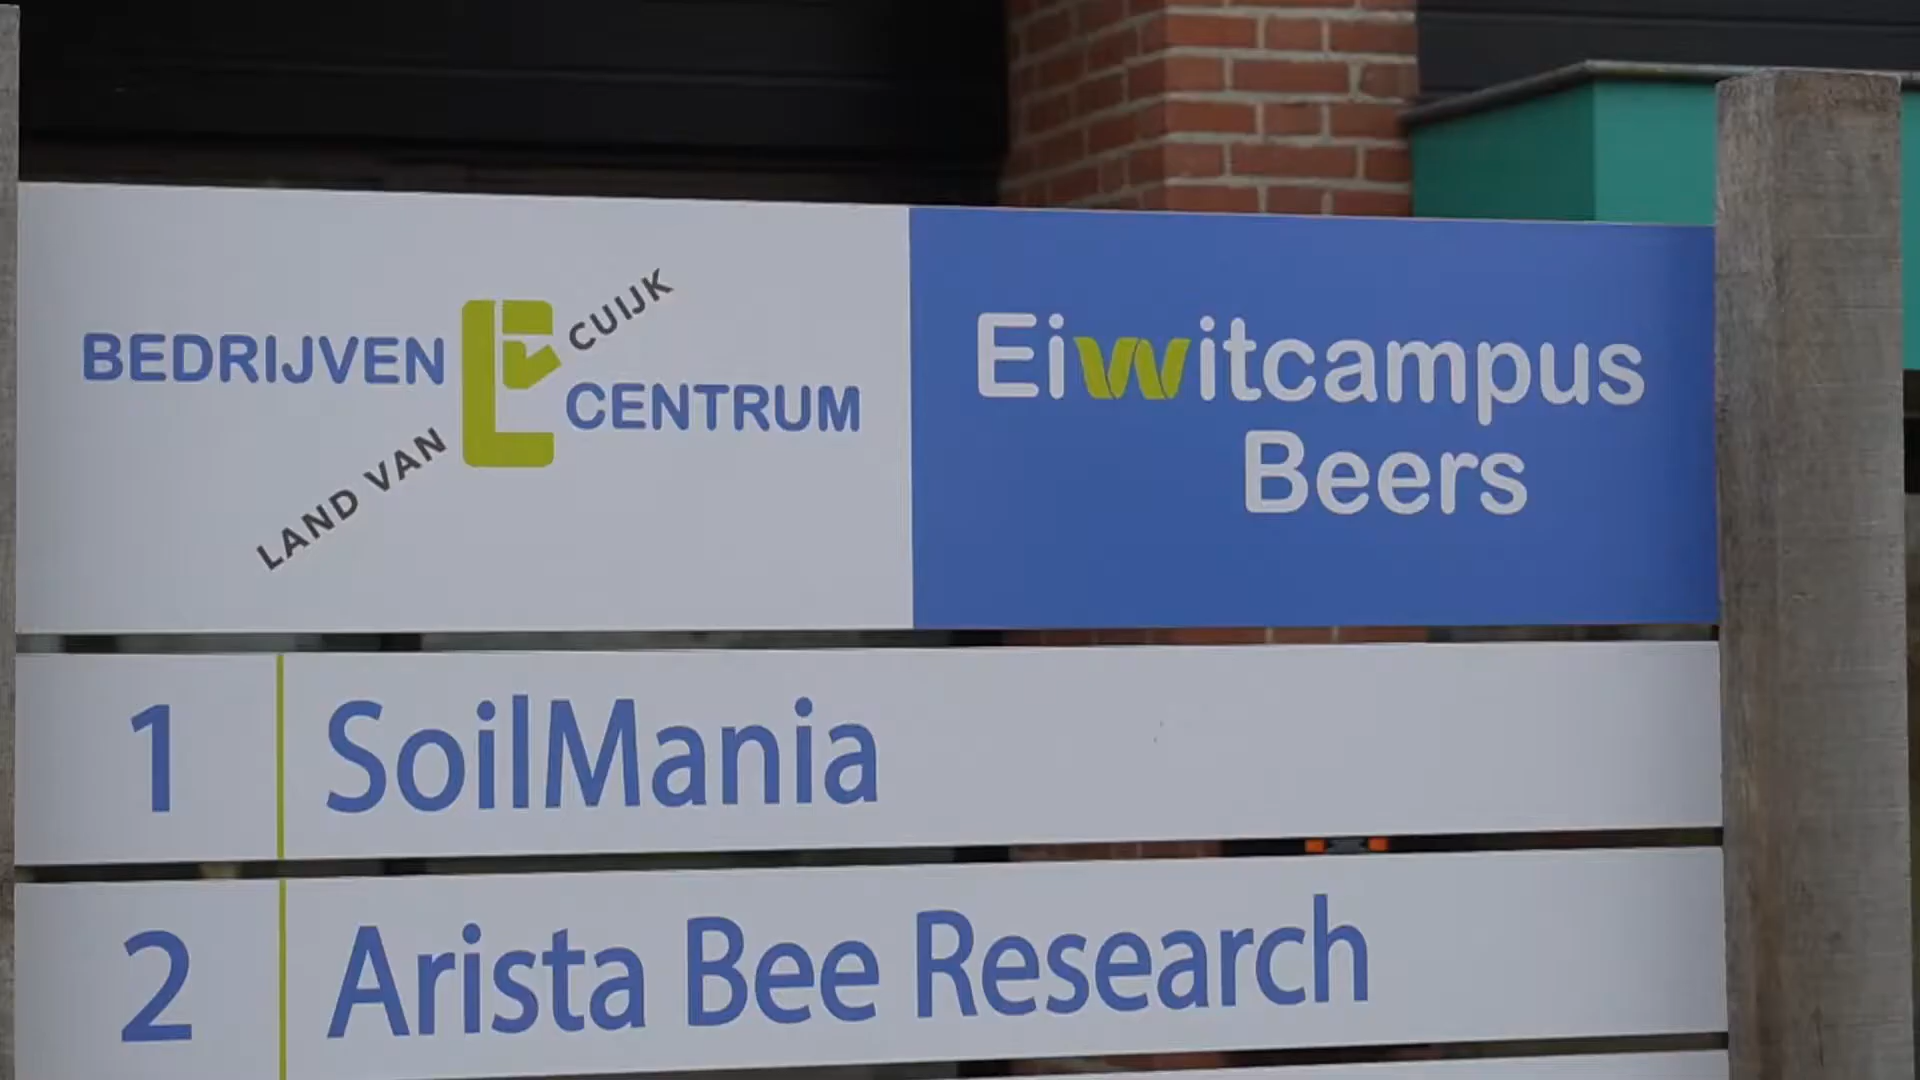 BEDRIJVEN CENTRUM
LAND VAN CUIJK
Eiwitcampus
Beers
1 SoilMania
2 Arista Bee Research